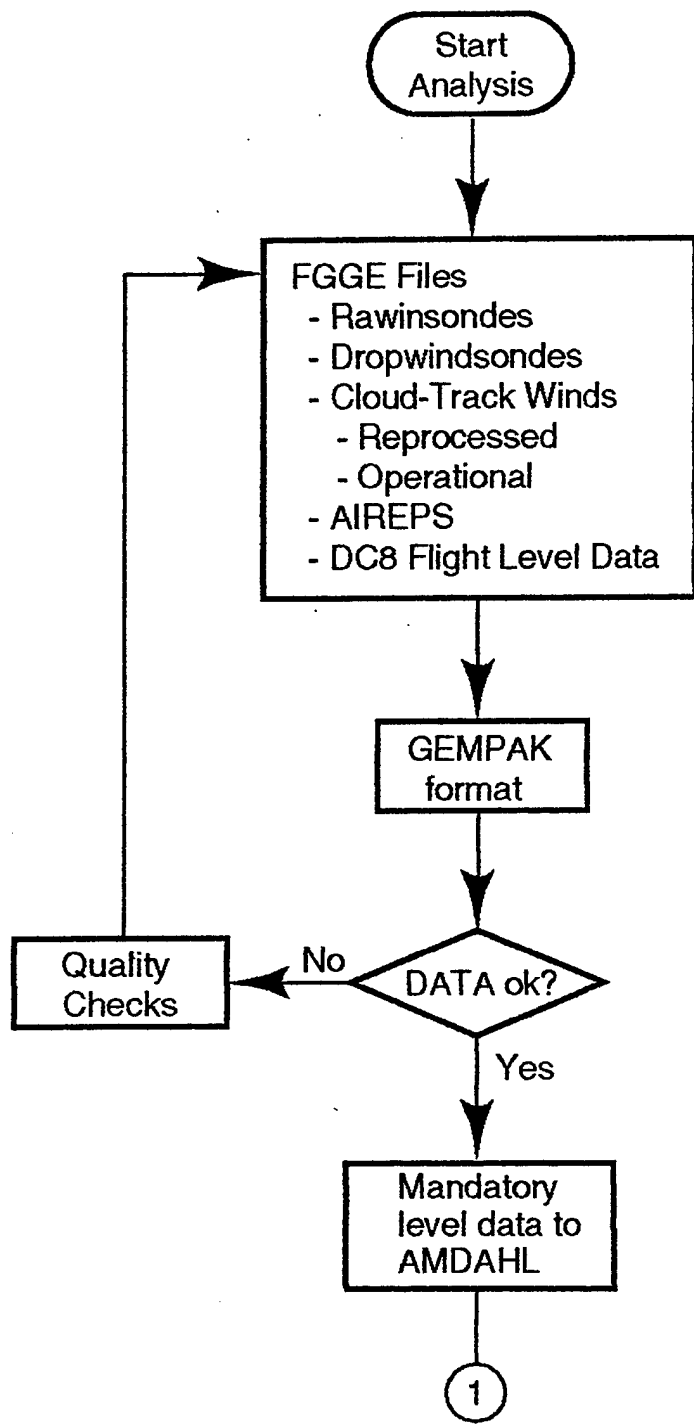 Start
Analysis
FGGE Files
- Rawinsondes
- Dropwindsondes
- Cloud-Track Winds
- Reprocessed
- Operational
- AIREPS
- DC8 Flight Level Data
GEMPAK
format
DATA ok?
No
Quality
Checks
Yes
Mandatory
level data to
AMDAHL
1